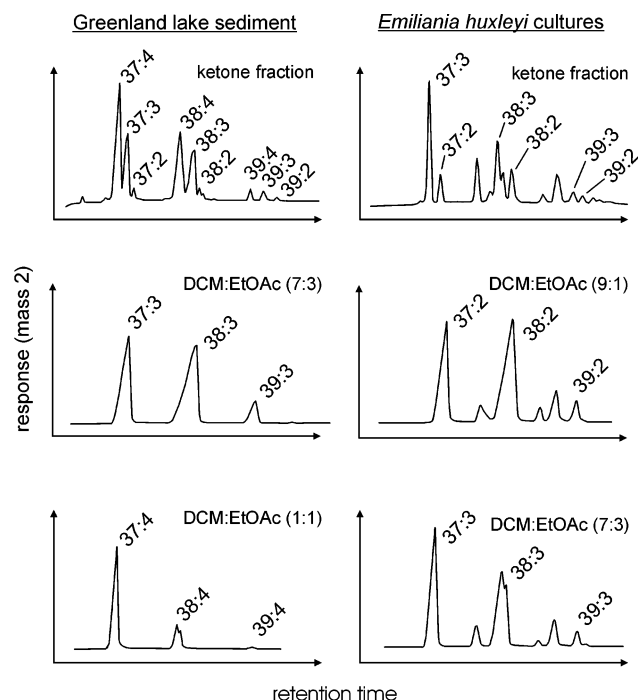 Greenland lake sediment
Emiliania huxleyi cultures
ketone fraction
37:4
37:3
37:2
38:4
38:3
38:2
39:4
39:3
39:2
ketone fraction
37:3
37:2
38:3
38:2
39:3
39:2
response (mass 2)
DCM:EtOAc (7:3)
37:3
38:3
39:3
DCM:EtOAc (9:1)
37:2
38:2
39:2
DCM:EtOAc (1:1)
37:4
38:4
39:4
DCM:EtOAc (7:3)
37:3
38:3
39:3
retention time